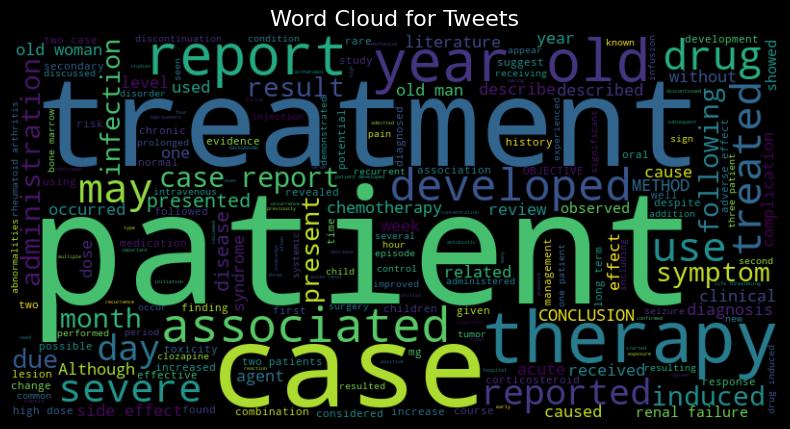 Word Cloud for Tweets
two case
discontinuation
condition
rare
literature
year
development
known
old woman
secondary
discussed
report
year old
drug
showed
appear
suggest
receiving
study
disorder
level
used
result
old man
describe
described
without
infection
treatment
risk
evidence
injection
chronic
prolonged
one
normal
using
potential
demonstrated
pain
diagnosed
history
sign
experienced
significant
oral
cause
association
recurrent
bone marrow
rheumatoid arthritis
administration
following
treated
adverse effect
three patient
complication
may
case report
presented
intravenous
revealed
developed
OBJECTIVE
METHOD
well
despite
addition
use
occurred
followed
chemotherapy
review
observed
patient
abnormalities
dose
medication
disease
syndrome
present
time
week
several
hour
episode
systemic
child
control
related
improved
administered
management
effect
including
one patient
long term
symptom
second
clinical
diagnosis
seizure
life threatening
new
two
month
finding
occur
performed
period
possible
toxicity
clozapine
associated
first
surgery
children
given
tumor
mg
CONCLUSION
therapy
due
day
Although
lesion
change
increased
effective
two patients
agent
resulted
case
acute
corticosteroid
received
resulting
response
severe
reported
induced
drug induced
common
high dose
side effect
found
combination
considered
increase
course
caused
renal failure